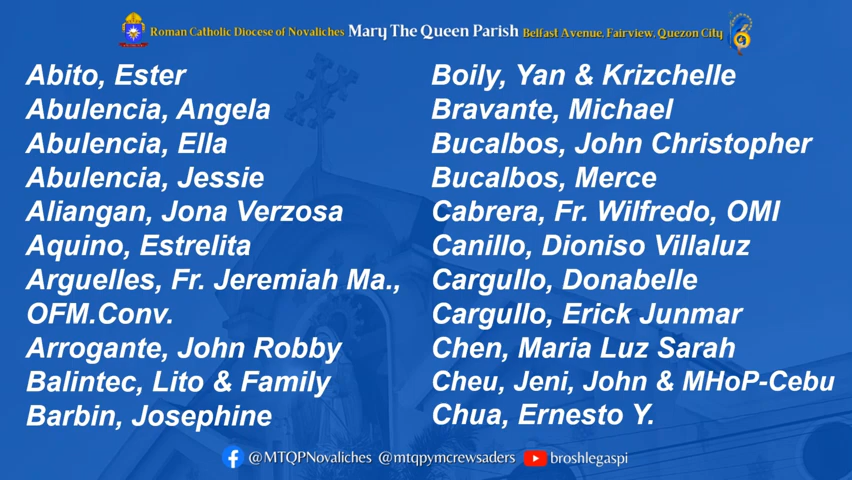 Roman Catholic Diocese of Novaliches Mary The Queen Parish Belfast Avenue, Fairview, Quezon City
Abito, Ester
Abulencia, Angela
Abulencia, Ella
Abulencia, Jessie
Aliangan, Jona Verzosa
Aquino, Estrelita
Arguelles, Fr. Jeremiah Ma.,
OFM.Conv.
Arrogante, John Robby
Balintec, Lito & Family
Barbin, Josephine
Boily, Yan & Krizchelle
Bravante, Michael
Bucalbos, John Christopher
Bucalbos, Merce
Cabrera, Fr. Wilfredo, OMI
Canillo, Dioniso Villaluz
Cargullo, Donabelle
Cargullo, Erick Junmar
Chen, Maria Luz Sarah
Cheu, Jeni, John & MHoP-Cebu
Chua, Ernesto Y.
@MTQPNovaliches @mtqpymcrewsaders broshlegaspi